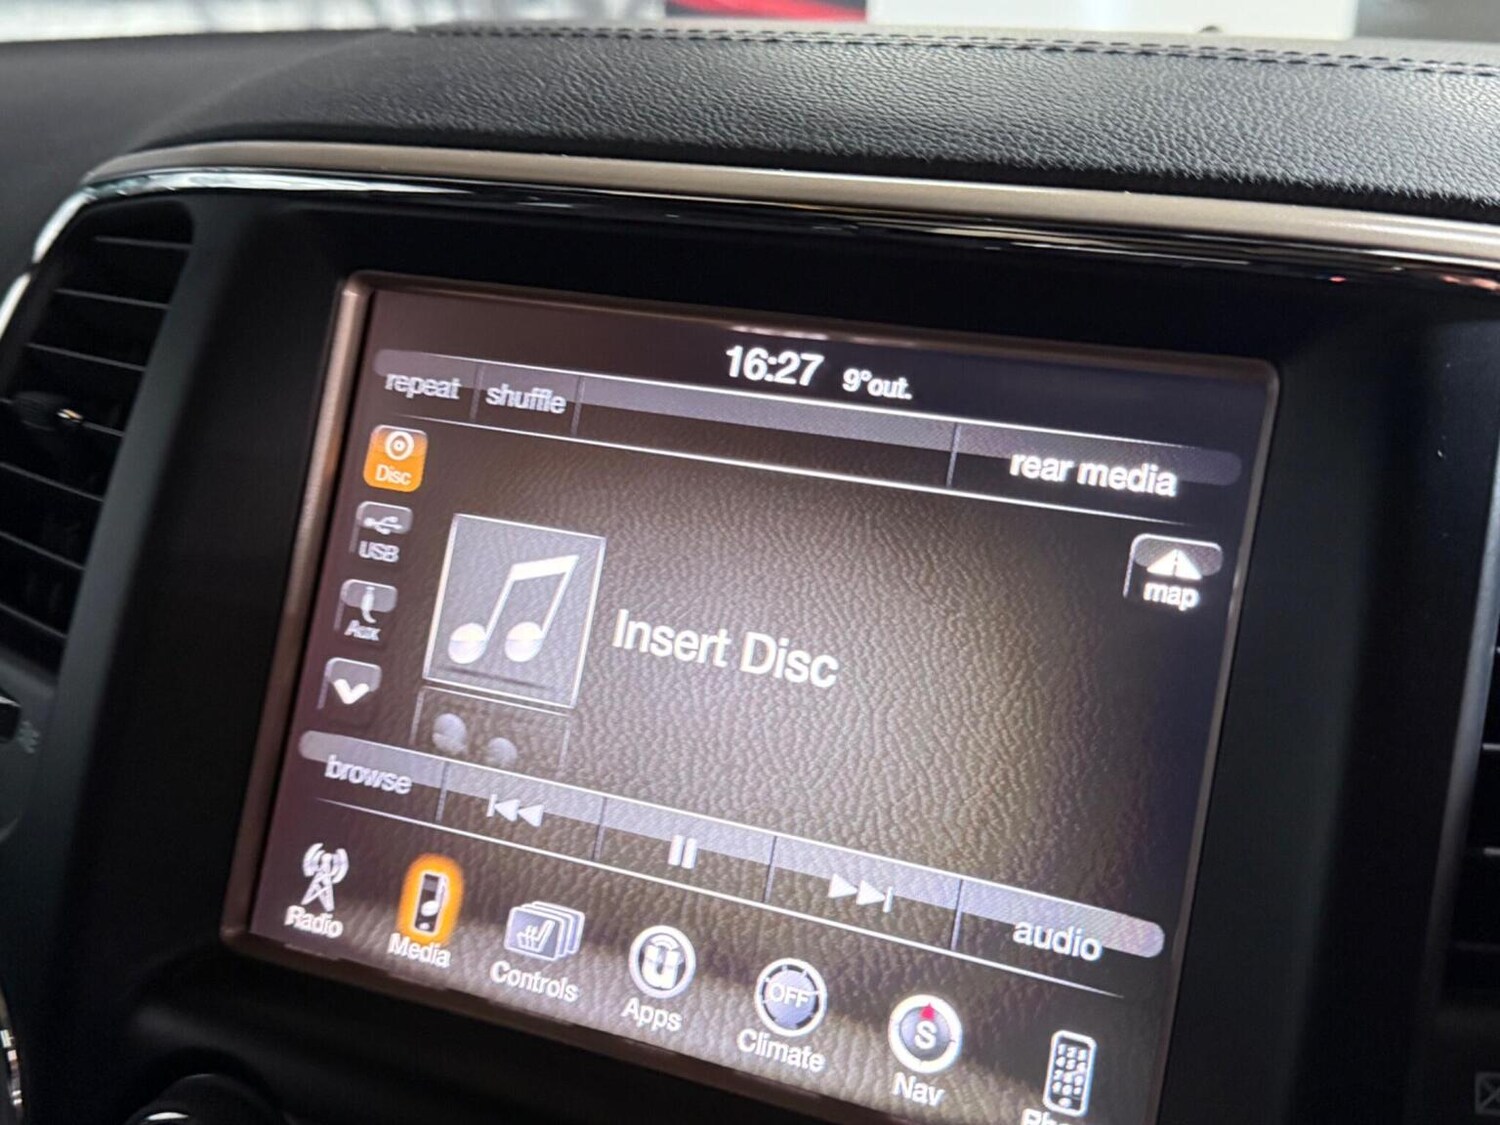 16:27 9°out.
repeat shuffle
rear media
Disc
USB
Aux
map
Insert Disc
browse
audio
Radio
Media
Controls
Apps
OFF
Climate
S
Nav